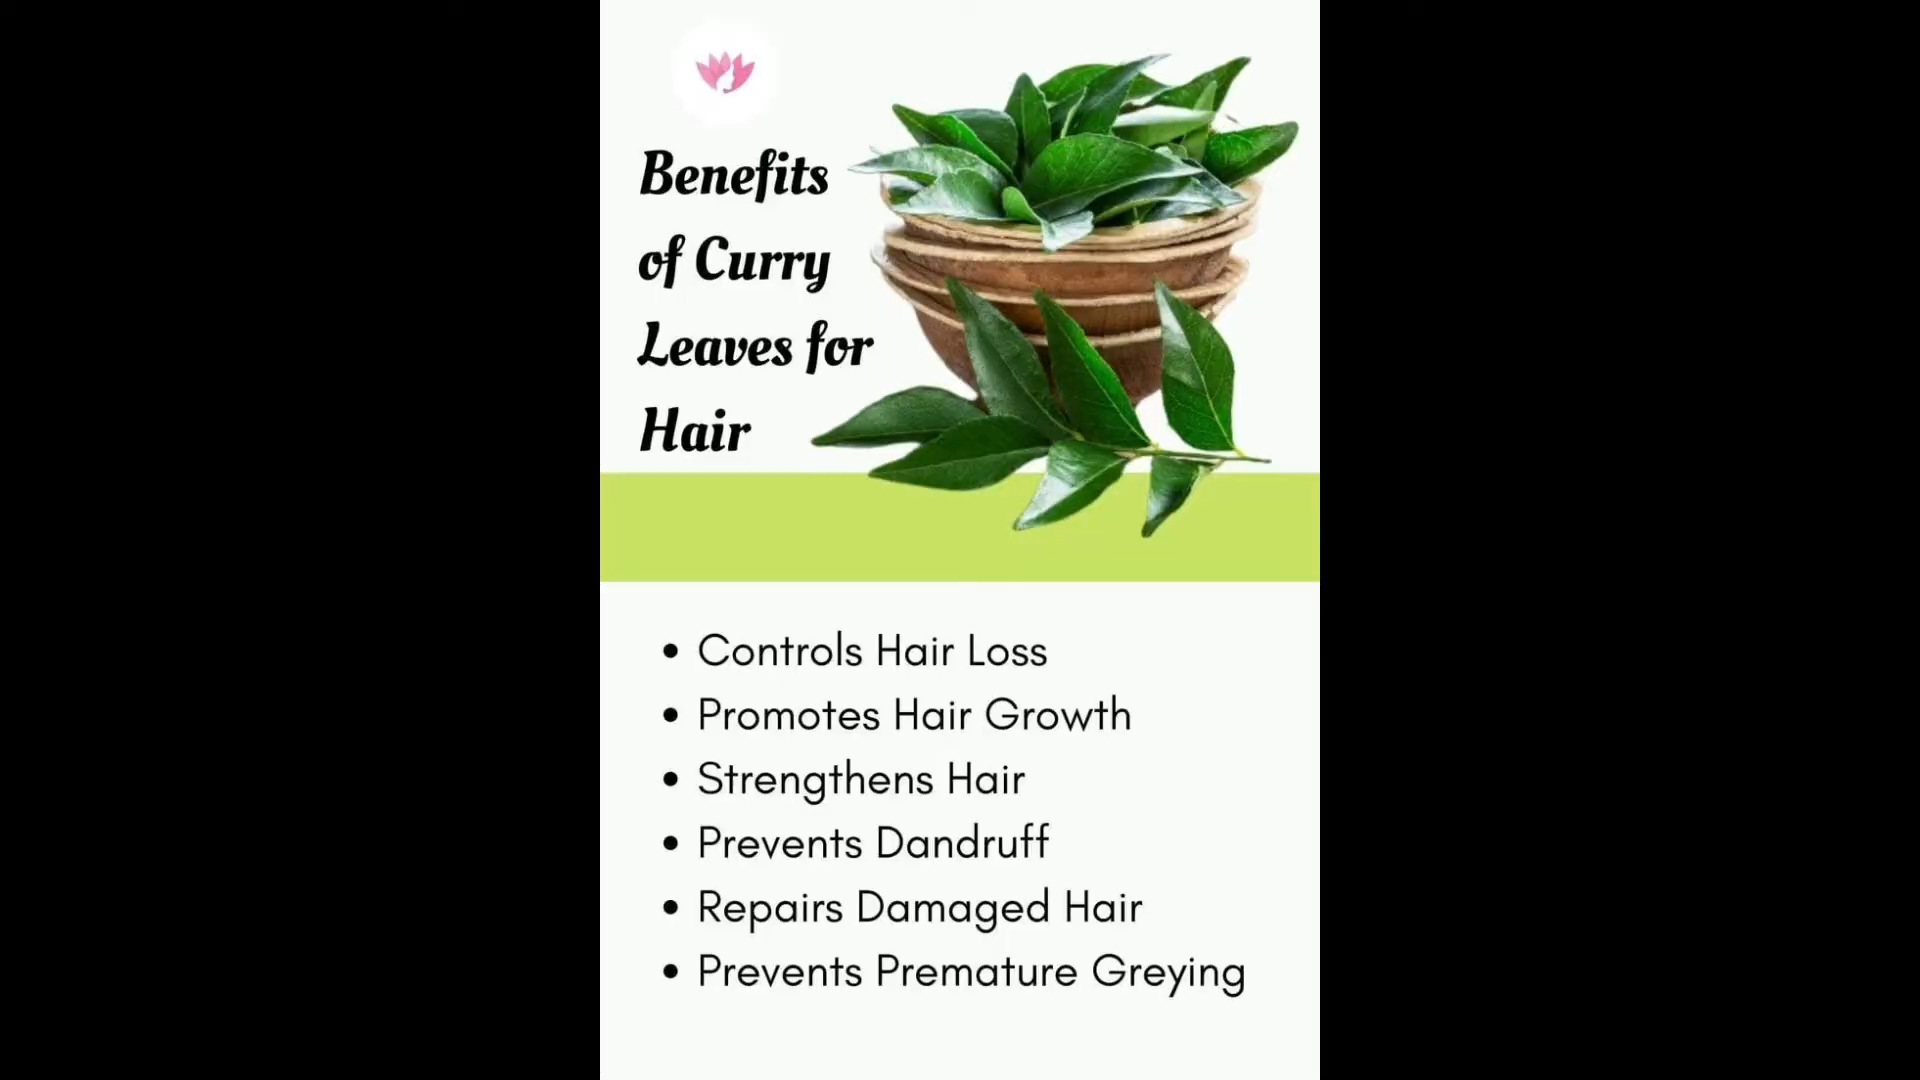 Benefits
of Curry
Leaves for
Hair
• Controls Hair Loss
• Promotes Hair Growth
• Strengthens Hair
• Prevents Dandruff
• Repairs Damaged Hair
• Prevents Premature Greying